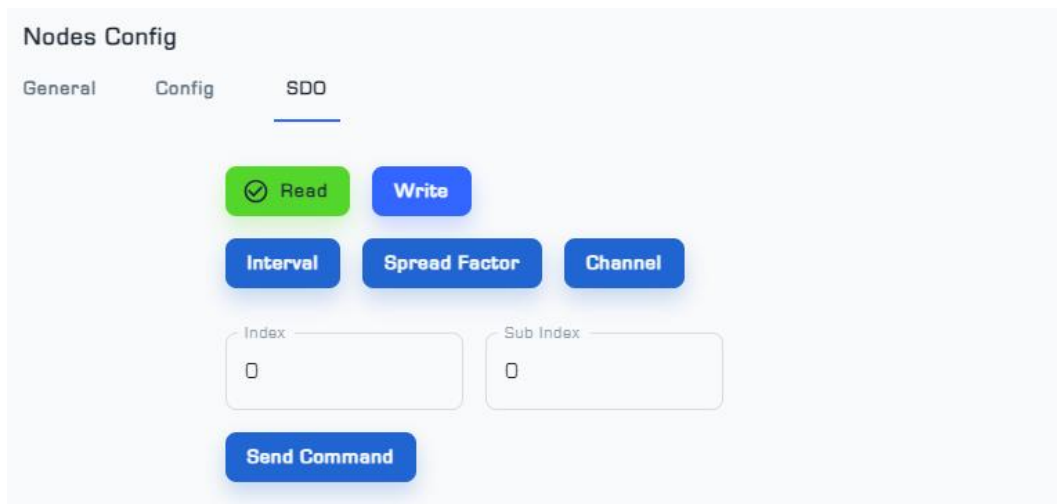 Nodes Config
General Config SDO
Read Write
Interval Spread Factor Channel
Index Sub Index
0 0
Send Command